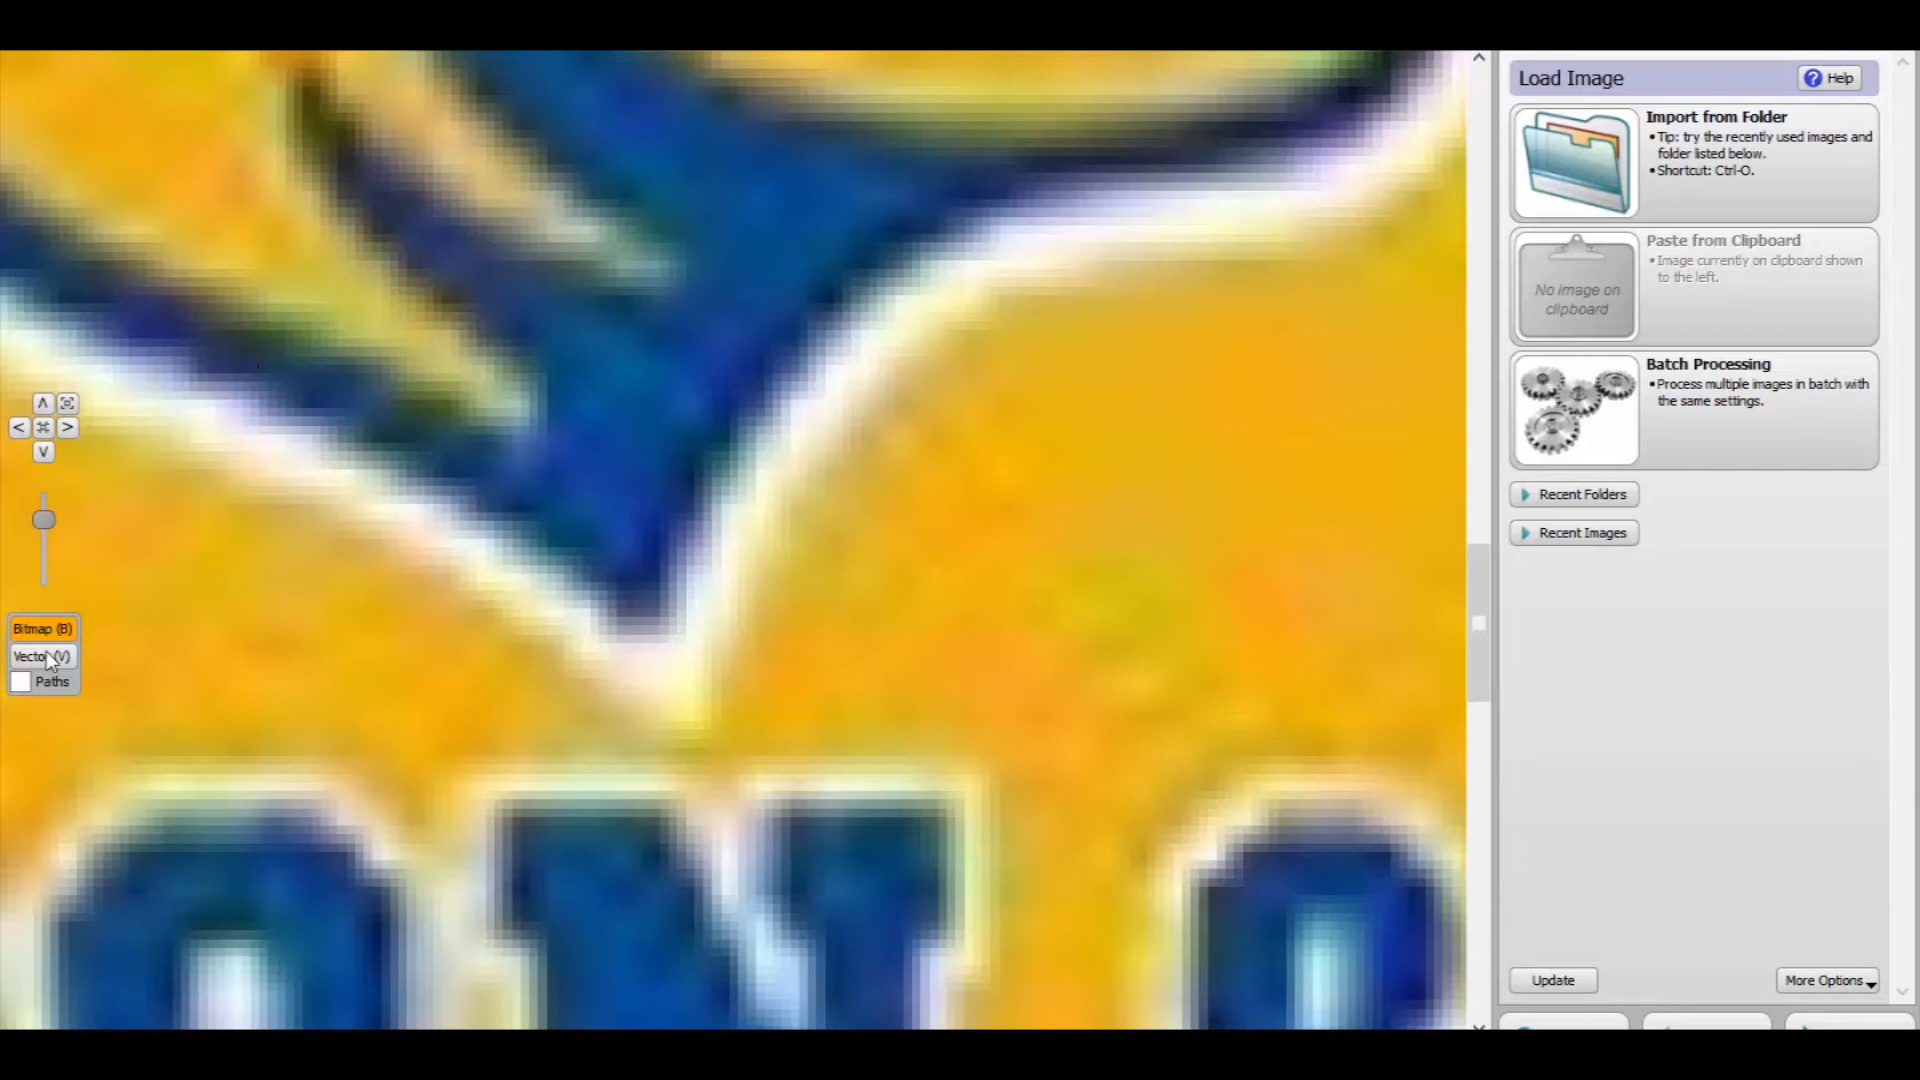 Load Image
Help
Import from Folder
• Tip: try the recently used images and
folder listed below.
• Shortcut: Ctrl-O.
Paste from Clipboard
• Image currently on clipboard shown
to the left.
No image on
clipboard
Batch Processing
• Process multiple images in batch with
the same settings.
Recent Folders
Recent Images
Bitmap (B)
Vector (V)
Paths
Update
More Options